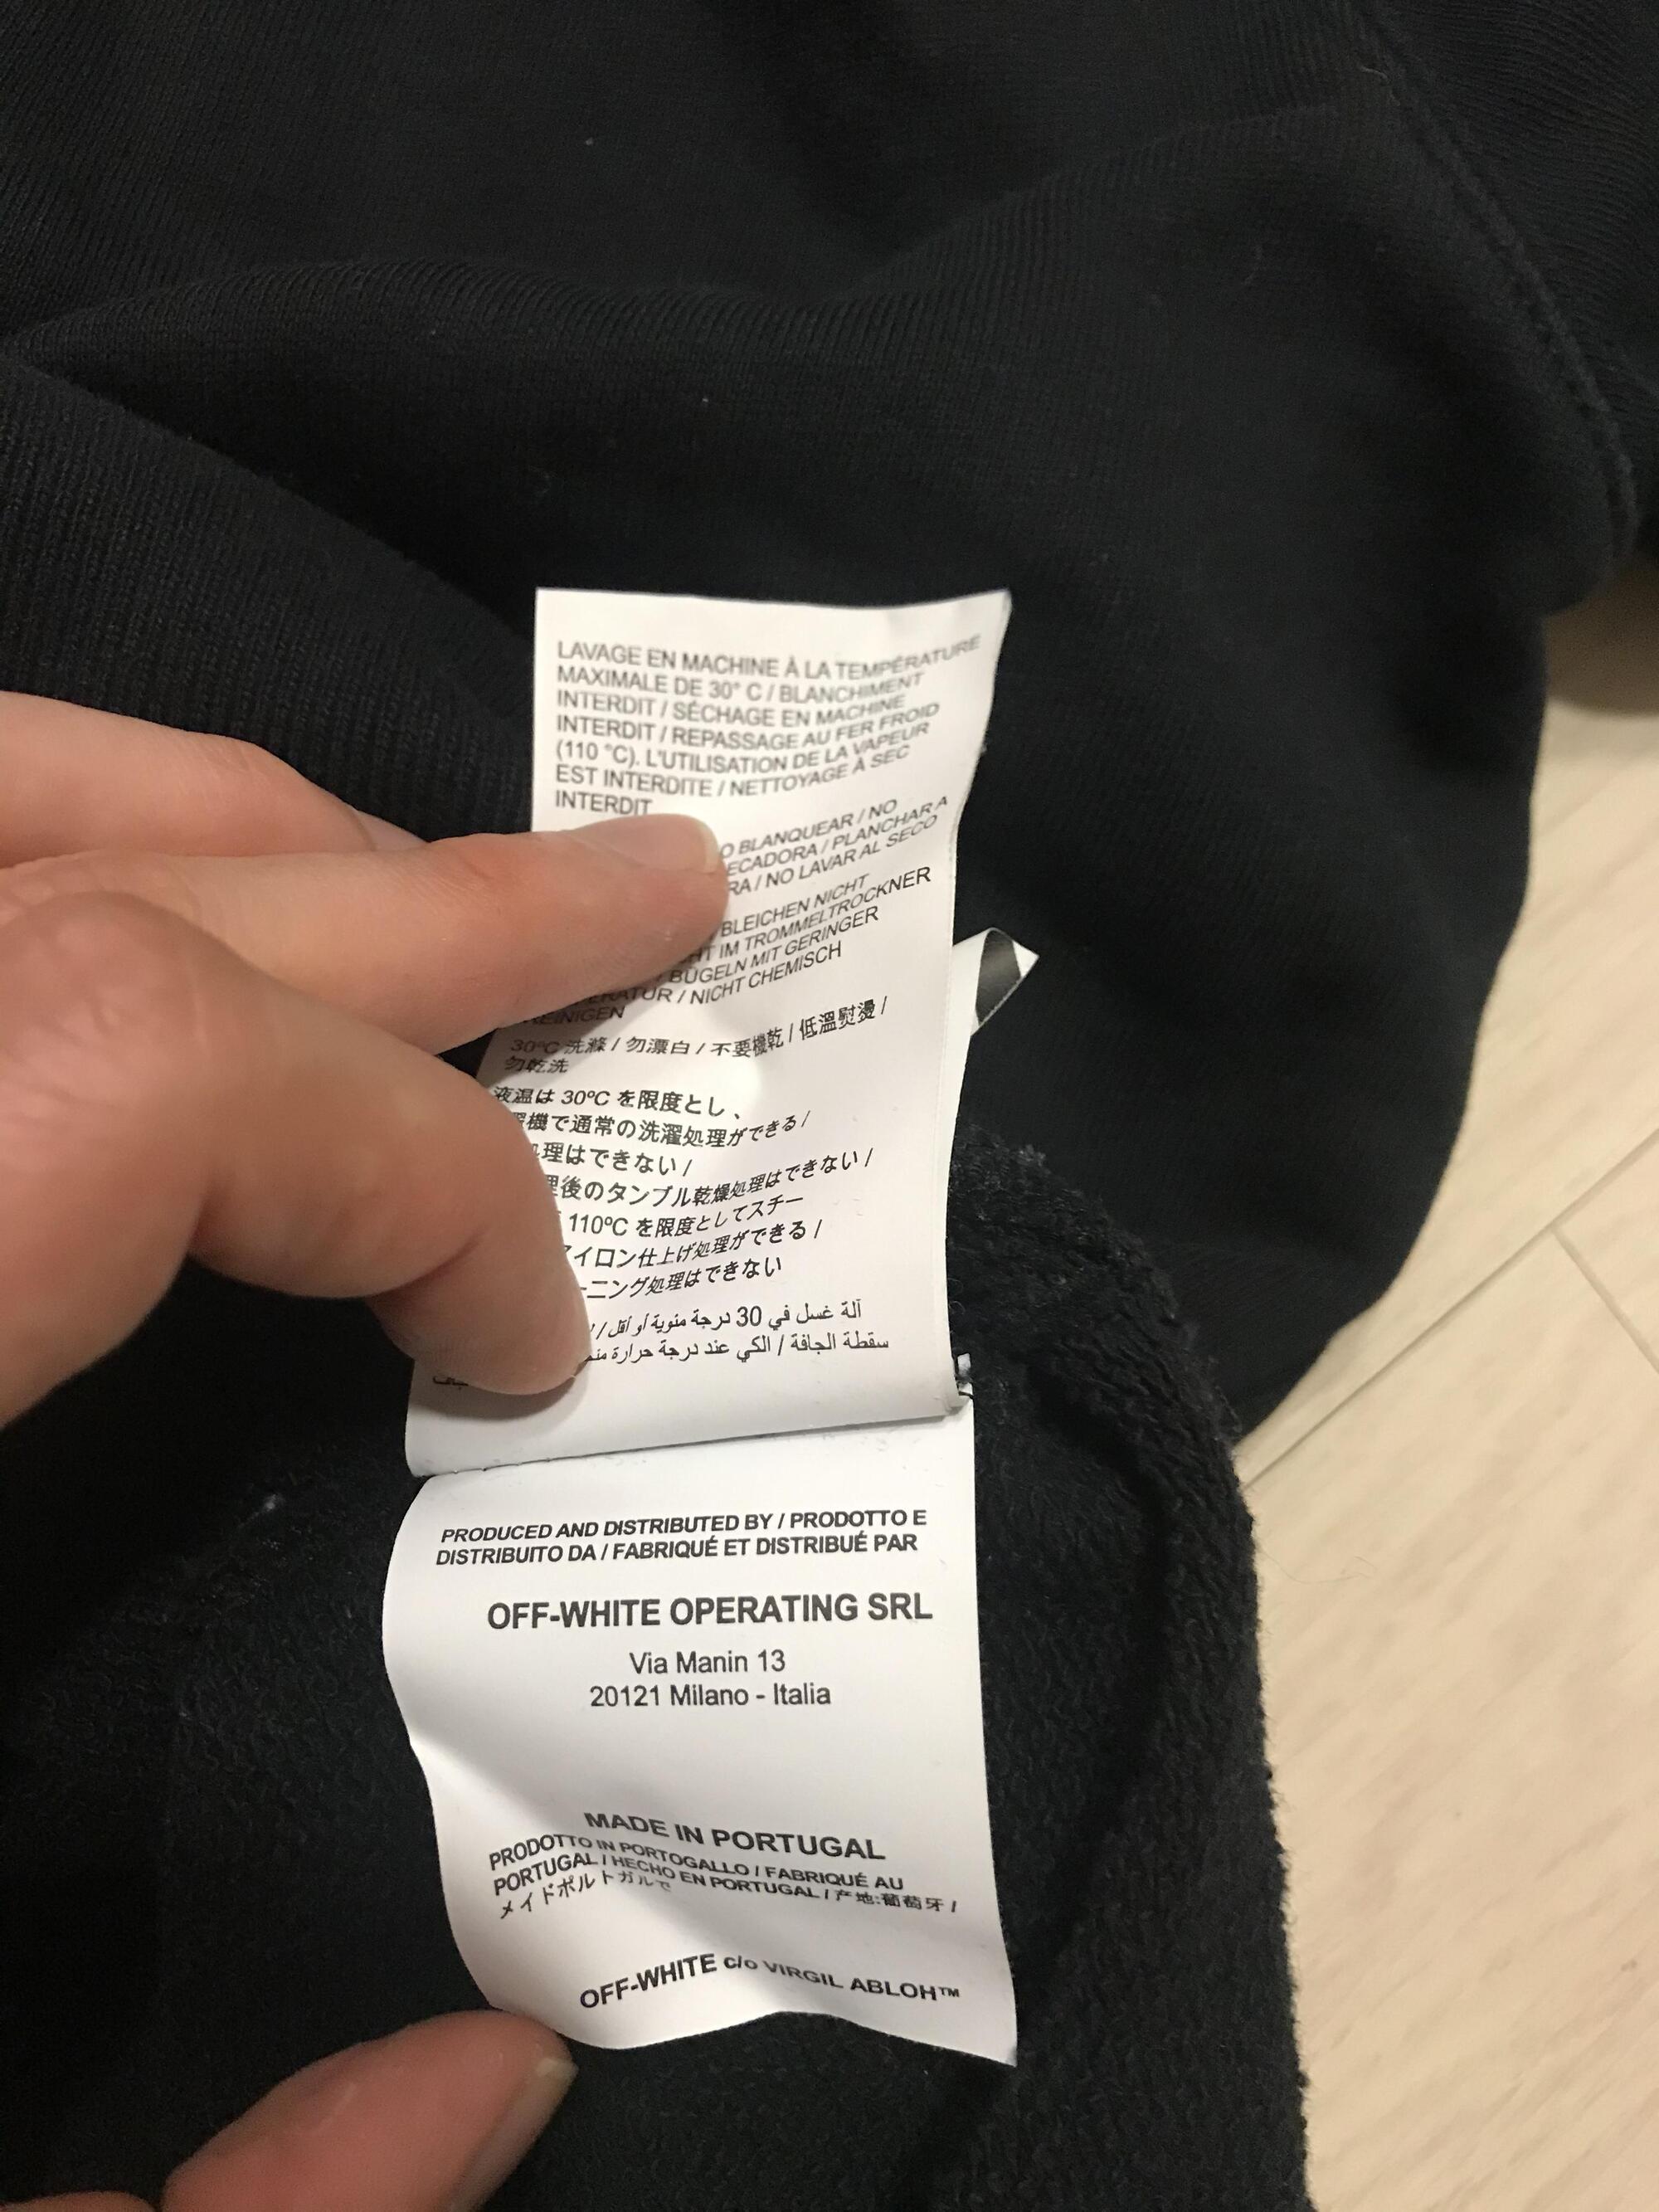 LAVAGE EN MACHINE À LA TEMPÉRATURE
MAXIMALE DE 30° C / BLANCHIMENT
INTERDIT / SÉCHAGE EN MACHINE
INTERDIT / REPASSAGE AU FER FROID
(110 °C). L'UTILISATION DE LA VAPEUR
EST INTERDITE / NETTOYAGE À SEC
INTERDIT
BLANQUEAR / NO
/ PLANCHAR A
/ NO LAVAR AL SECO
BLEICHEN NICHT
IM TROMMELTROCKNER
BÜGELN MIT GERINGER
/ NICHT CHEMISCH
REINIGEN
30°C 洗滌 / 勿漂白 / 不要機乾 / 低溫熨燙 /
勿乾洗
液温は 30°C を限度とし、
機で通常の洗濯処理ができる /
処理はできない /
後のタンブル乾燥処理はできない /
110°C を限度としてスチー
アイロン仕上げ処理ができる /
ーニング処理はできない
آلة غسل في 30 درجة مئوية أو أقل /
سقطة الجافة / الكي عند درجة حرارة
PRODUCED AND DISTRIBUTED BY / PRODOTTO E
DISTRIBUITO DA / FABRIQUÉ ET DISTRIBUÉ PAR
OFF-WHITE OPERATING SRL
Via Manin 13
20121 Milano - Italia
MADE IN PORTUGAL
PRODOTTO IN PORTOGALLO / FABRIQUÉ AU
PORTUGAL / HECHO EN PORTUGAL / 产地:葡萄牙 /
メイドポルトガルで
OFF-WHITE c/o VIRGIL ABLOH™